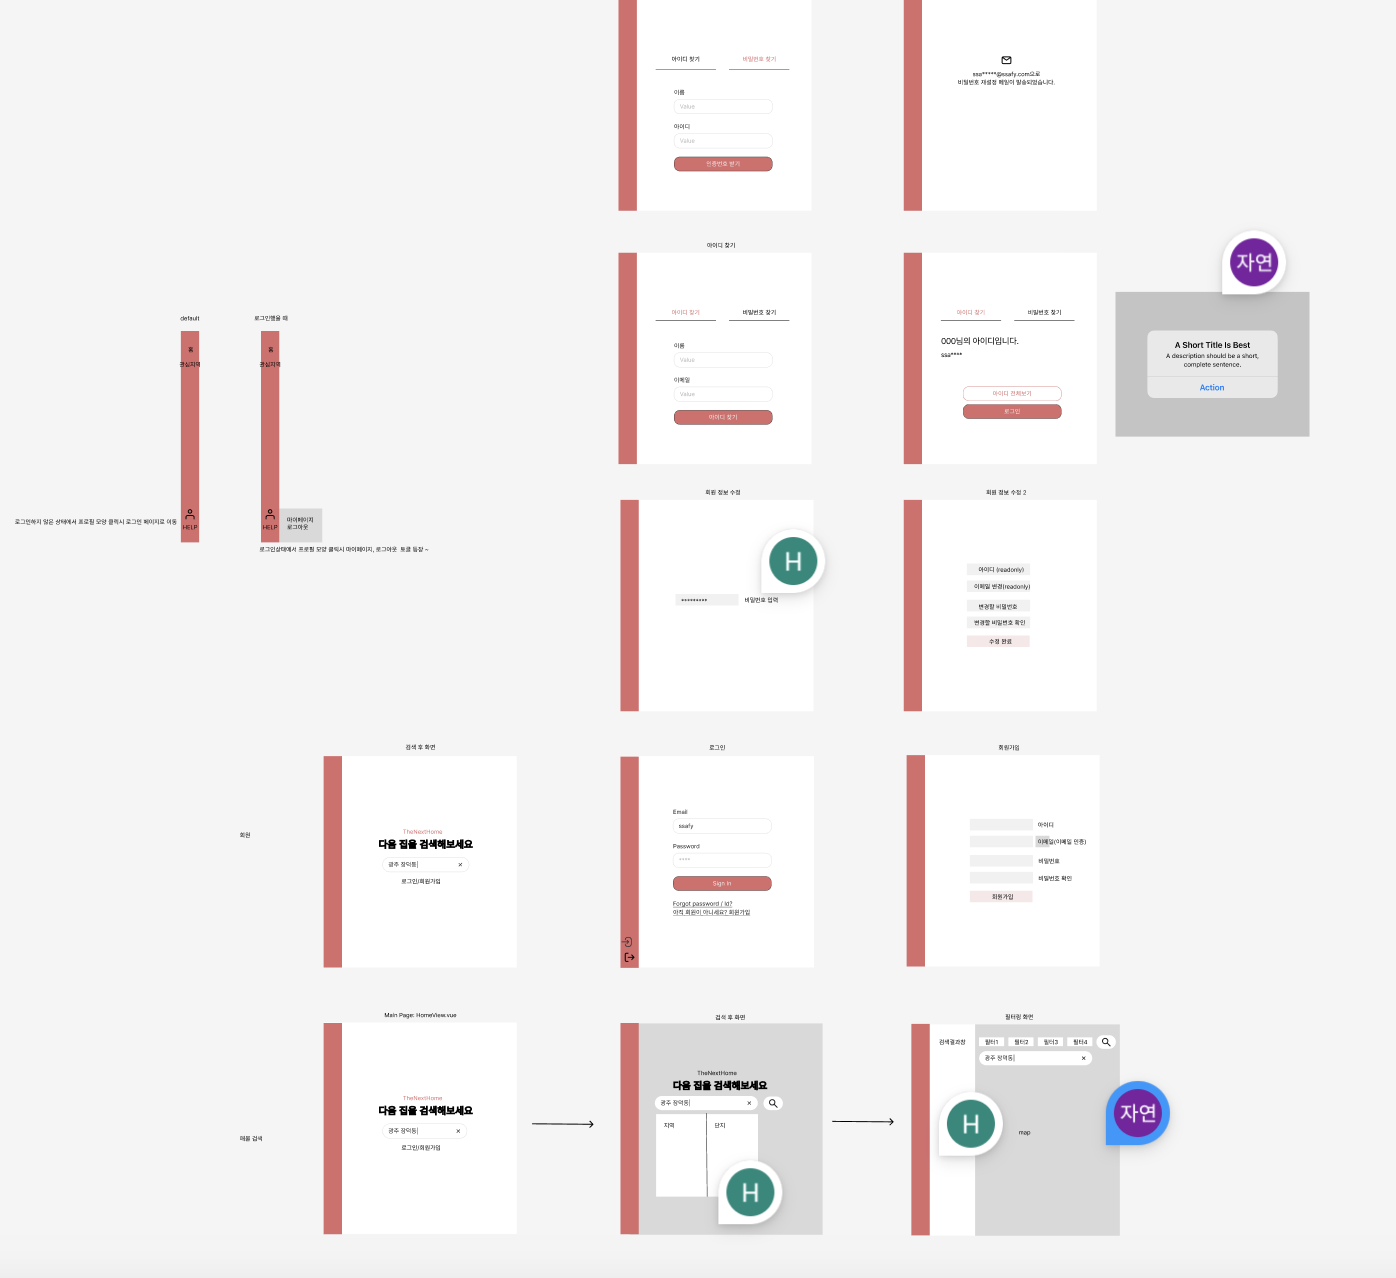 아이디 찾기
비밀번호 찾기
이름
Value
아이디
Value
인증번호 받기
ssa*****@ssafy.com으로
비밀번호 재설정 메일이 발송되었습니다.
아이디 찾기
아이디 찾기
비밀번호 찾기
이름
Value
이메일
Value
아이디 찾기
아이디 찾기
비밀번호 찾기
000님의 아이디입니다.
ssa****
아이디 전체보기
로그인
자연
A Short Title Is Best
A description should be a short,
complete sentence.
Action
default
홈
관심지역
HELP
로그인하지 않은 상태에서 프로필 모양 클릭시 로그인 페이지로 이동
로그인했을 때
홈
관심지역
HELP
마이페이지
로그아웃
로그인상태에서 프로필 모양 클릭시 마이페이지, 로그아웃 토글 등장 ~
회원 정보 수정
H
비밀번호 입력
회원 정보 수정 2
아이디 (readonly)
이메일 변경(readonly)
변경할 비밀번호
변경할 비밀번호 확인
수정 완료
회원
검색 후 화면
TheNextHome
다음 집을 검색해보세요
광주 장덕동
로그인/회원가입
로그인
Email
ssafy
Password
****
Sign In
Forgot password / Id?
아직 회원이 아니세요? 회원가입
회원가입
아이디
이메일(이메일 인증)
비밀번호
비밀번호 확인
회원가입
매물 검색
Main Page: HomeView.vue
TheNextHome
다음 집을 검색해보세요
광주 장덕동
로그인/회원가입
검색 후 화면
TheNextHome
다음 집을 검색해보세요
광주 장덕동
지역
단지
H
필터링 화면
검색결과창
필터1
필터2
필터3
필터4
광주 장덕동
H
map
자연